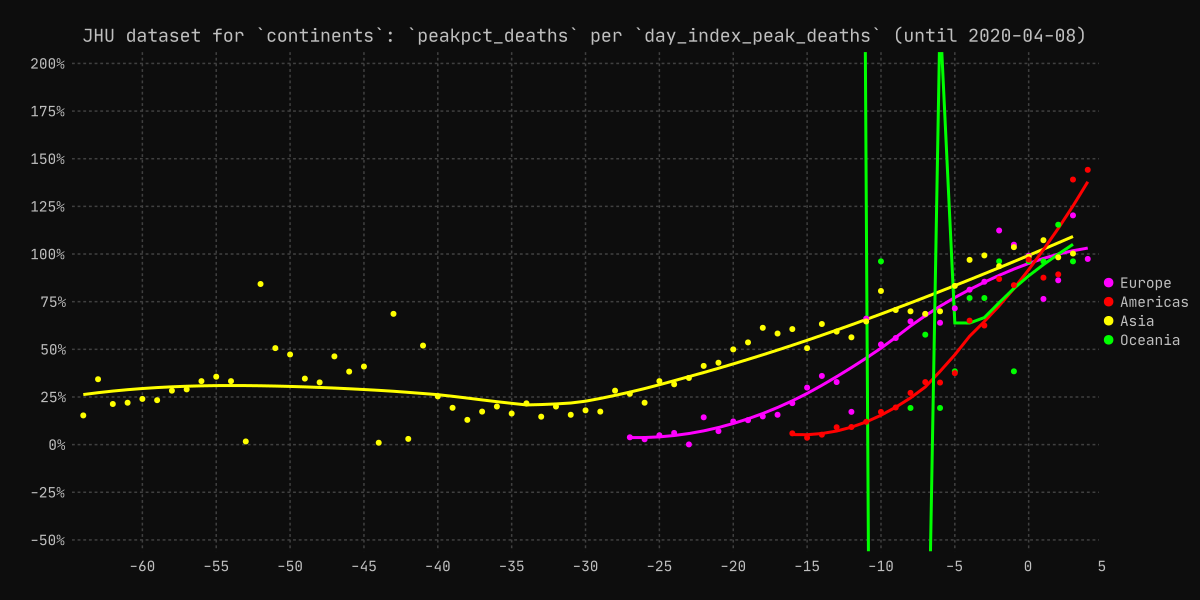 JHU dataset for `continents`: `peakpct_deaths` per `day_index_peak_deaths` (until 2020-04-08)
200%
175%
150%
125%
100%
75%
50%
25%
0%
-25%
-50%
Europe
Americas
Asia
Oceania
-60 -55 -50 -45 -40 -35 -30 -25 -20 -15 -10 -5 0 5